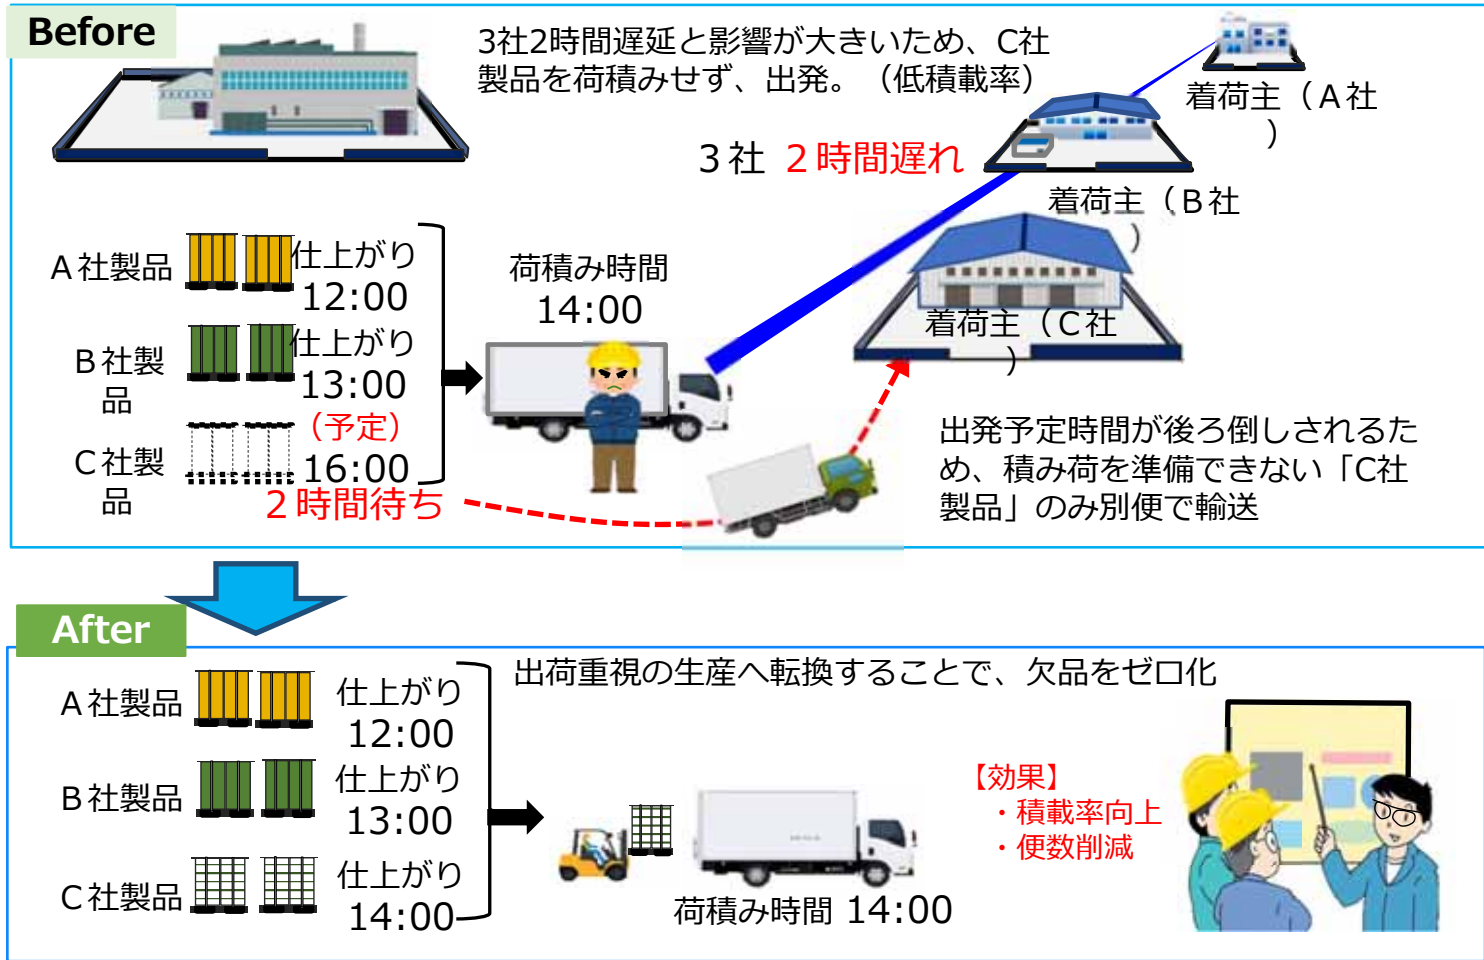 Before
3社2時間遅延と影響が大きいため、C社
製品を荷積みせず、出発。（低積載率）
着荷主（A社
）
3社 2時間遅れ
着荷主（B社
）
着荷主（C社
）
A社製品
仕上がり
12:00
B社製
品
仕上がり
13:00
C社製
品
（予定）
16:00
2時間待ち
荷積み時間
14:00
出発予定時間が後ろ倒しされるた
め、積み荷を準備できない「C社
製品」のみ別便で輸送
After
出荷重視の生産へ転換することで、欠品をゼロ化
A社製品
仕上がり
12:00
B社製品
仕上がり
13:00
C社製品
仕上がり
14:00
荷積み時間 14:00
【効果】
・積載率向上
・便数削減